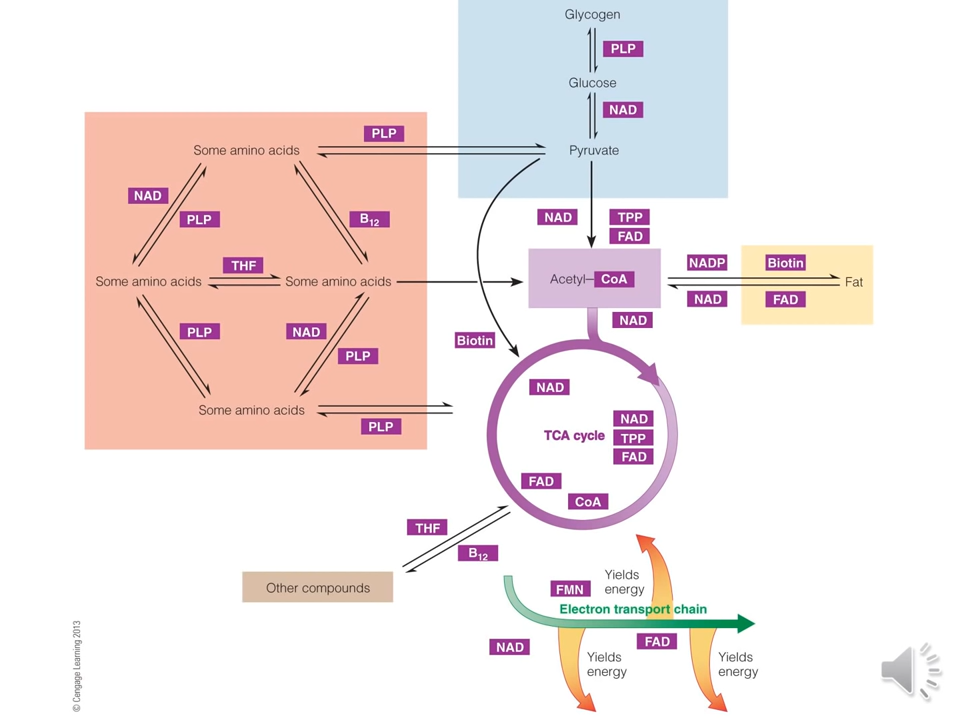 Glycogen
PLP
Glucose
NAD
PLP
Some amino acids
Pyruvate
NAD
PLP
B12
NAD
TPP
FAD
THF
NADP
Biotin
Some amino acids
Some amino acids
Acetyl–CoA
Fat
NAD
FAD
NAD
PLP
NAD
Biotin
PLP
NAD
Some amino acids
NAD
PLP
TCA cycle
TPP
FAD
FAD
CoA
THF
B12
Other compounds
Yields
energy
FMN
Electron transport chain
NAD
FAD
Yields
energy
Yields
energy
© Cengage Learning 2013